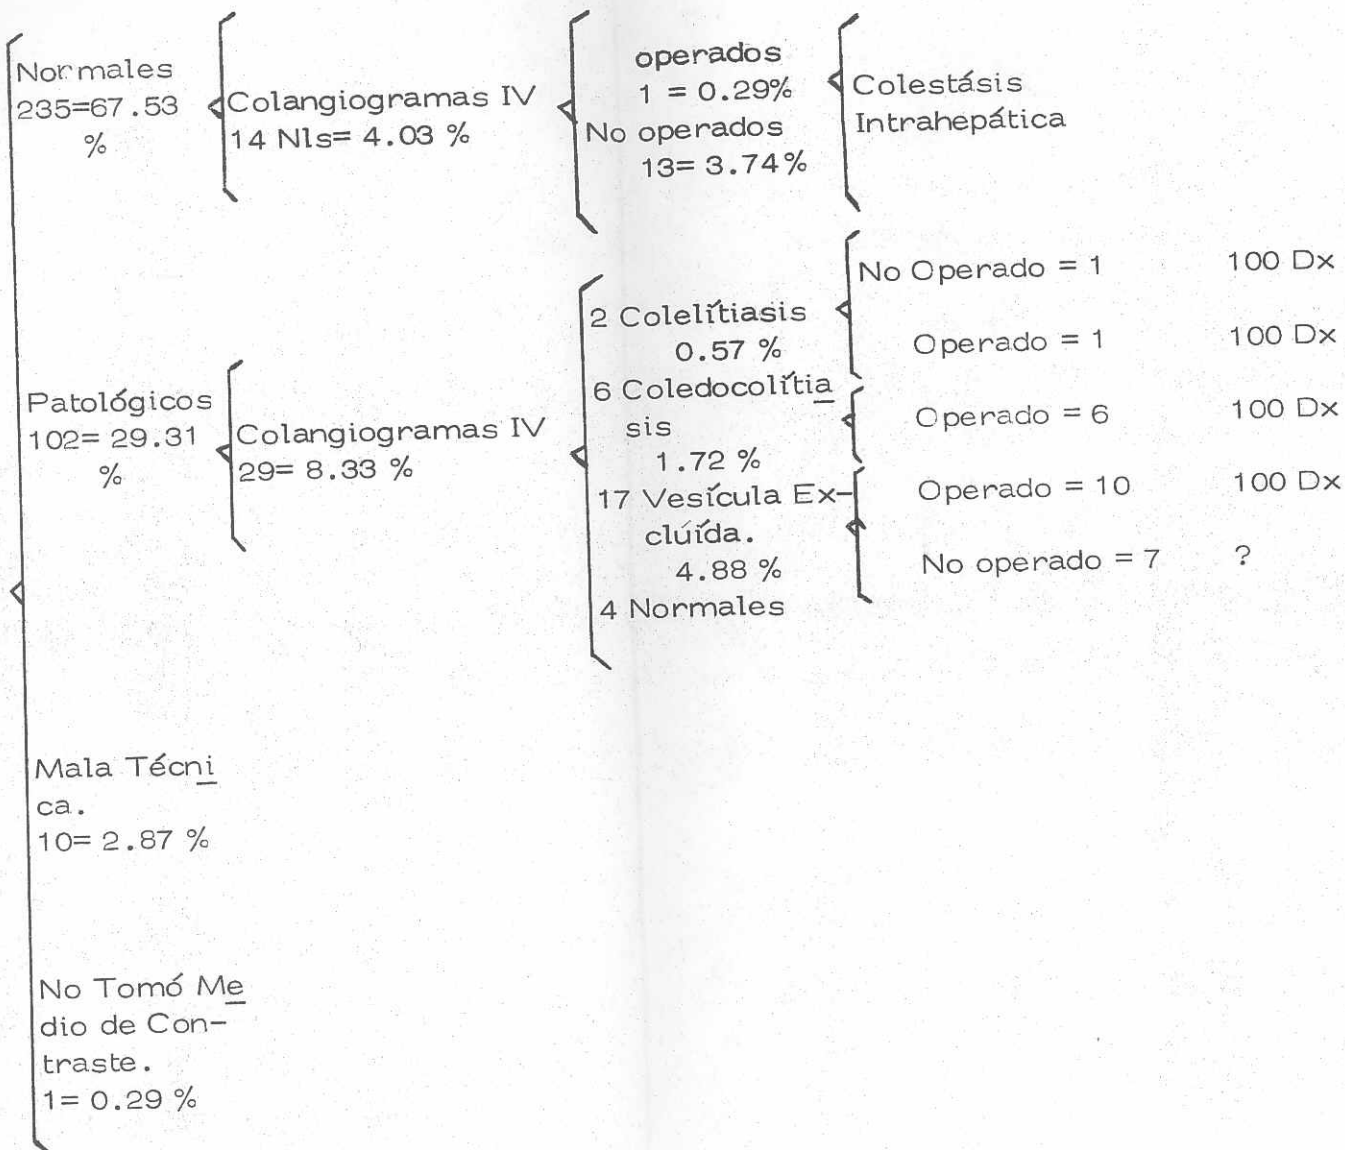 Normales
235=67.53
%
Colangiogramas IV
14 Nls= 4.03 %
operados
1 = 0.29%
No operados
13= 3.74%
Colestásis
Intrahepática
Patológicos
102= 29.31
%
Colangiogramas IV
29= 8.33 %
2 Colelítiasis
0.57 %
No Operado = 1 100 Dx
Operado = 1 100 Dx
6 Coledocolítia
sis
1.72 %
Operado = 6 100 Dx
17 Vesícula Ex-
clúída.
4.88 %
Operado = 10 100 Dx
No operado = 7 ?
4 Normales
Mala Técni
ca.
10= 2.87 %
No Tomó Me
dio de Con-
traste.
1= 0.29 %